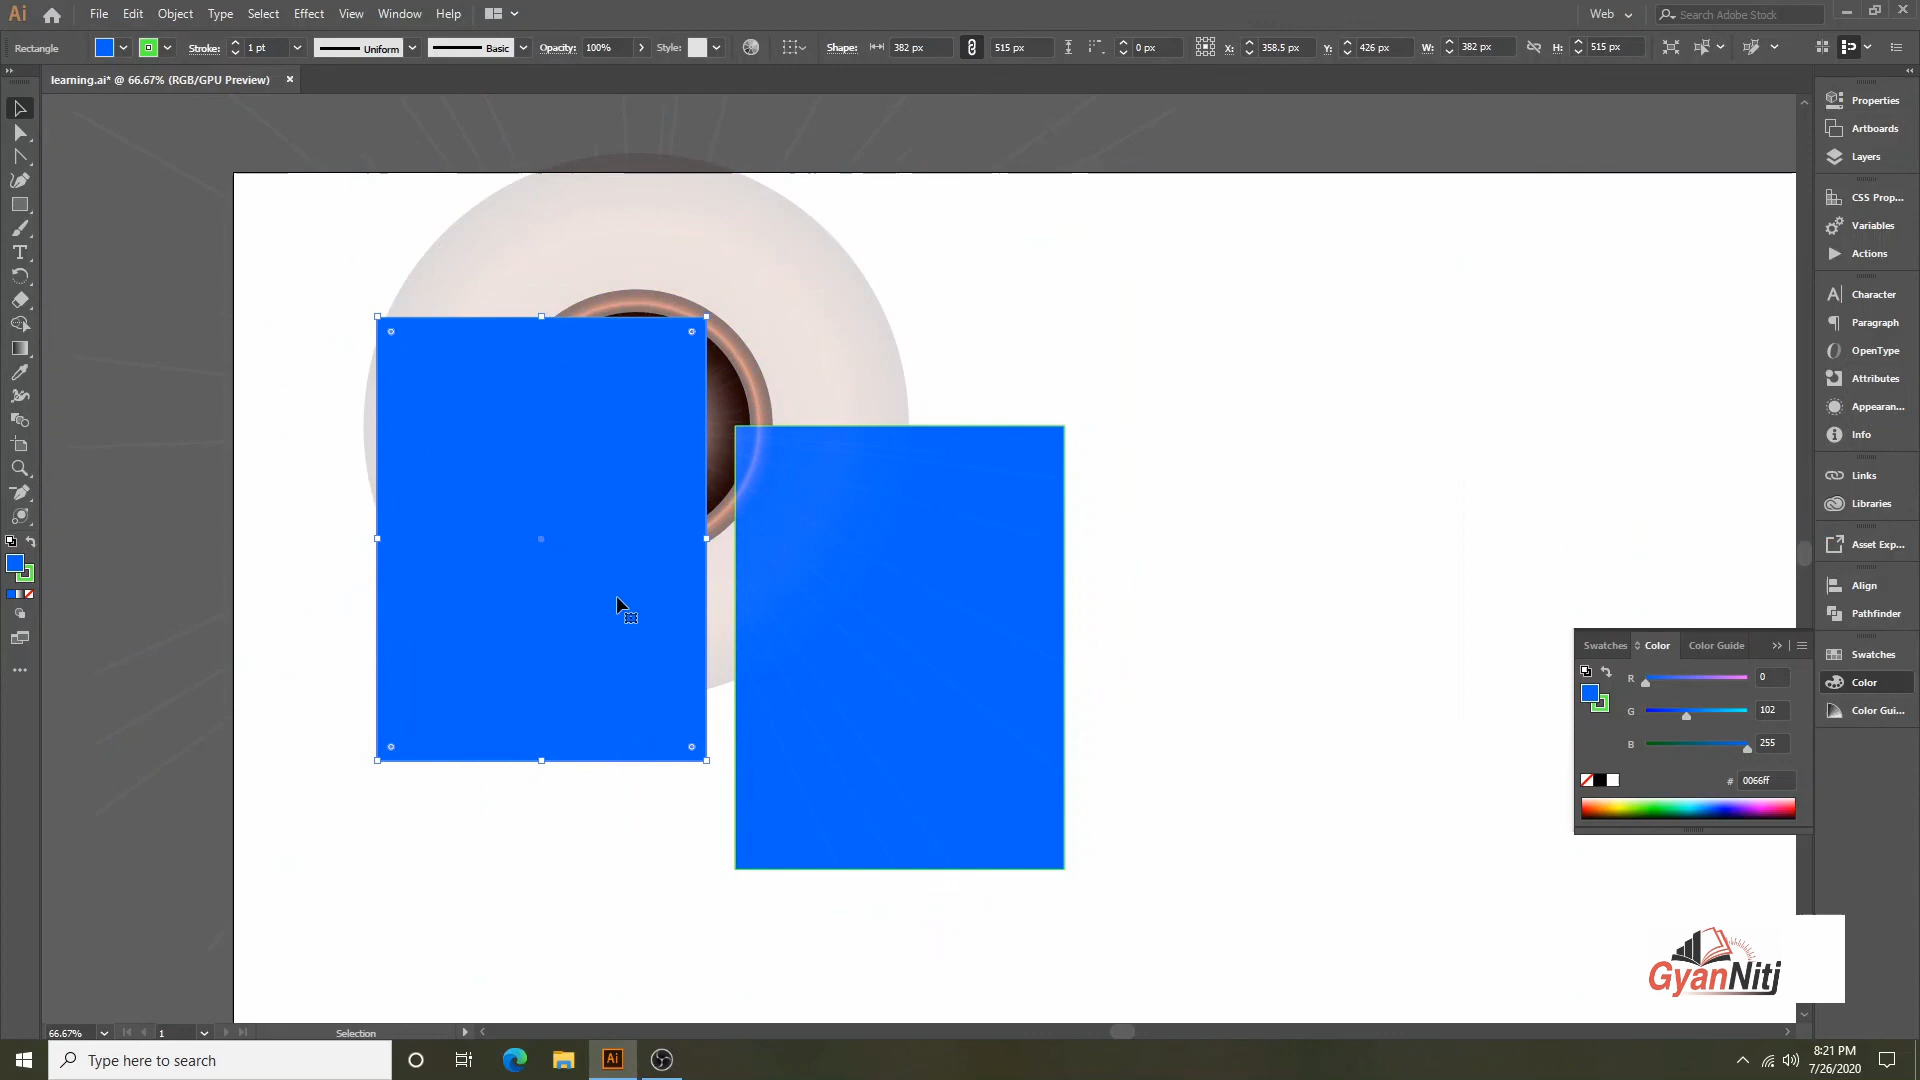 Ai File Edit Object Type Select Effect View Window Help Web Search Adobe Stock
Rectangle Stroke: 1 pt Uniform Basic Opacity: 100% Style: Shape: 382 px 515 px 0 px X: 358.5 px Y: 426 px W: 382 px H: 515 px
learning.ai* @ 66.67% (RGB/GPU Preview)
Properties
Artboards
Layers
CSS Prop...
Variables
Actions
Character
Paragraph
OpenType
Attributes
Appearan...
Info
Links
Libraries
Asset Exp...
Align
Pathfinder
Swatches
Color
Color Gui...
Swatches Color Color Guide
R 0
G 102
B 255
# 0066ff
GyanNiti
66.67% 1 Selection
Type here to search
Ai
8:21 PM
7/26/2020